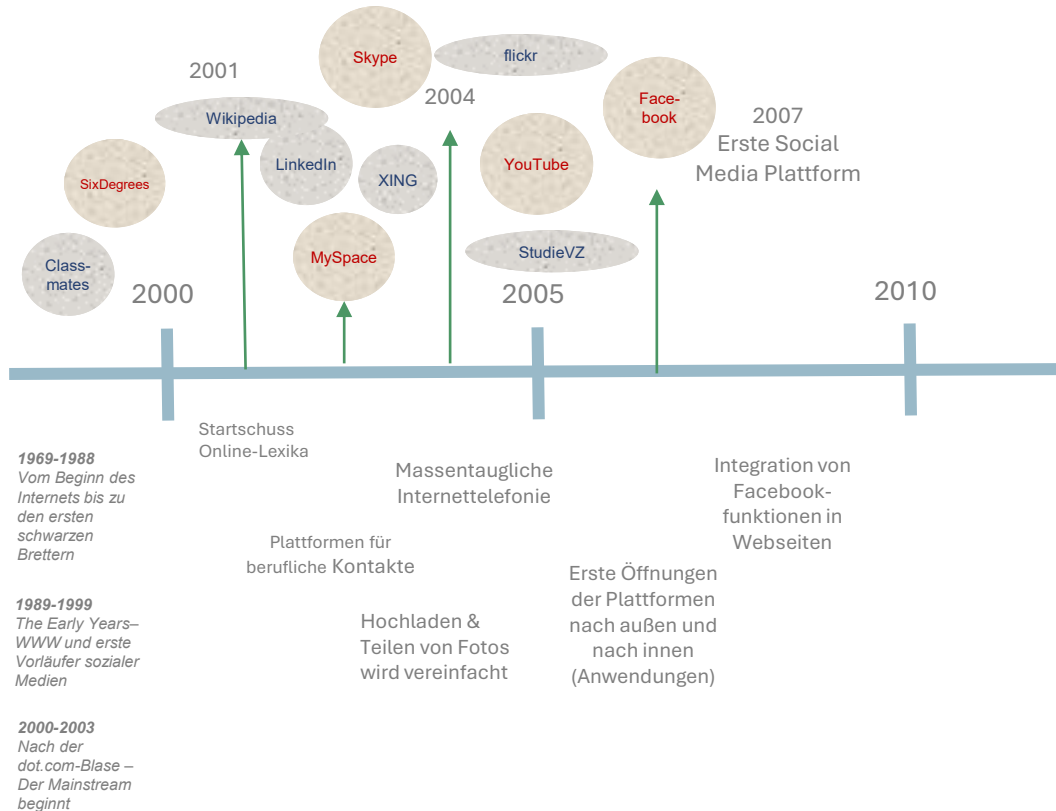 Skype
flickr
2001
2004
Face-
book
2007
Erste Social
Media Plattform
Wikipedia
LinkedIn
XING
YouTube
SixDegrees
MySpace
StudieVZ
Class-
mates
2000
2005
2010
Startschuss
Online-Lexika
1969-1988
Vom Beginn des
Internets bis zu
den ersten
schwarzen
Brettern
Massentaugliche
Internettelefonie
Integration von
Facebook-
funktionen in
Webseiten
Plattformen für
berufliche Kontakte
Erste Öffnungen
der Plattformen
nach außen und
nach innen
(Anwendungen)
1989-1999
The Early Years–
WWW und erste
Vorläufer sozialer
Medien
Hochladen &
Teilen von Fotos
wird vereinfacht
2000-2003
Nach der
dot.com-Blase –
Der Mainstream
beginnt